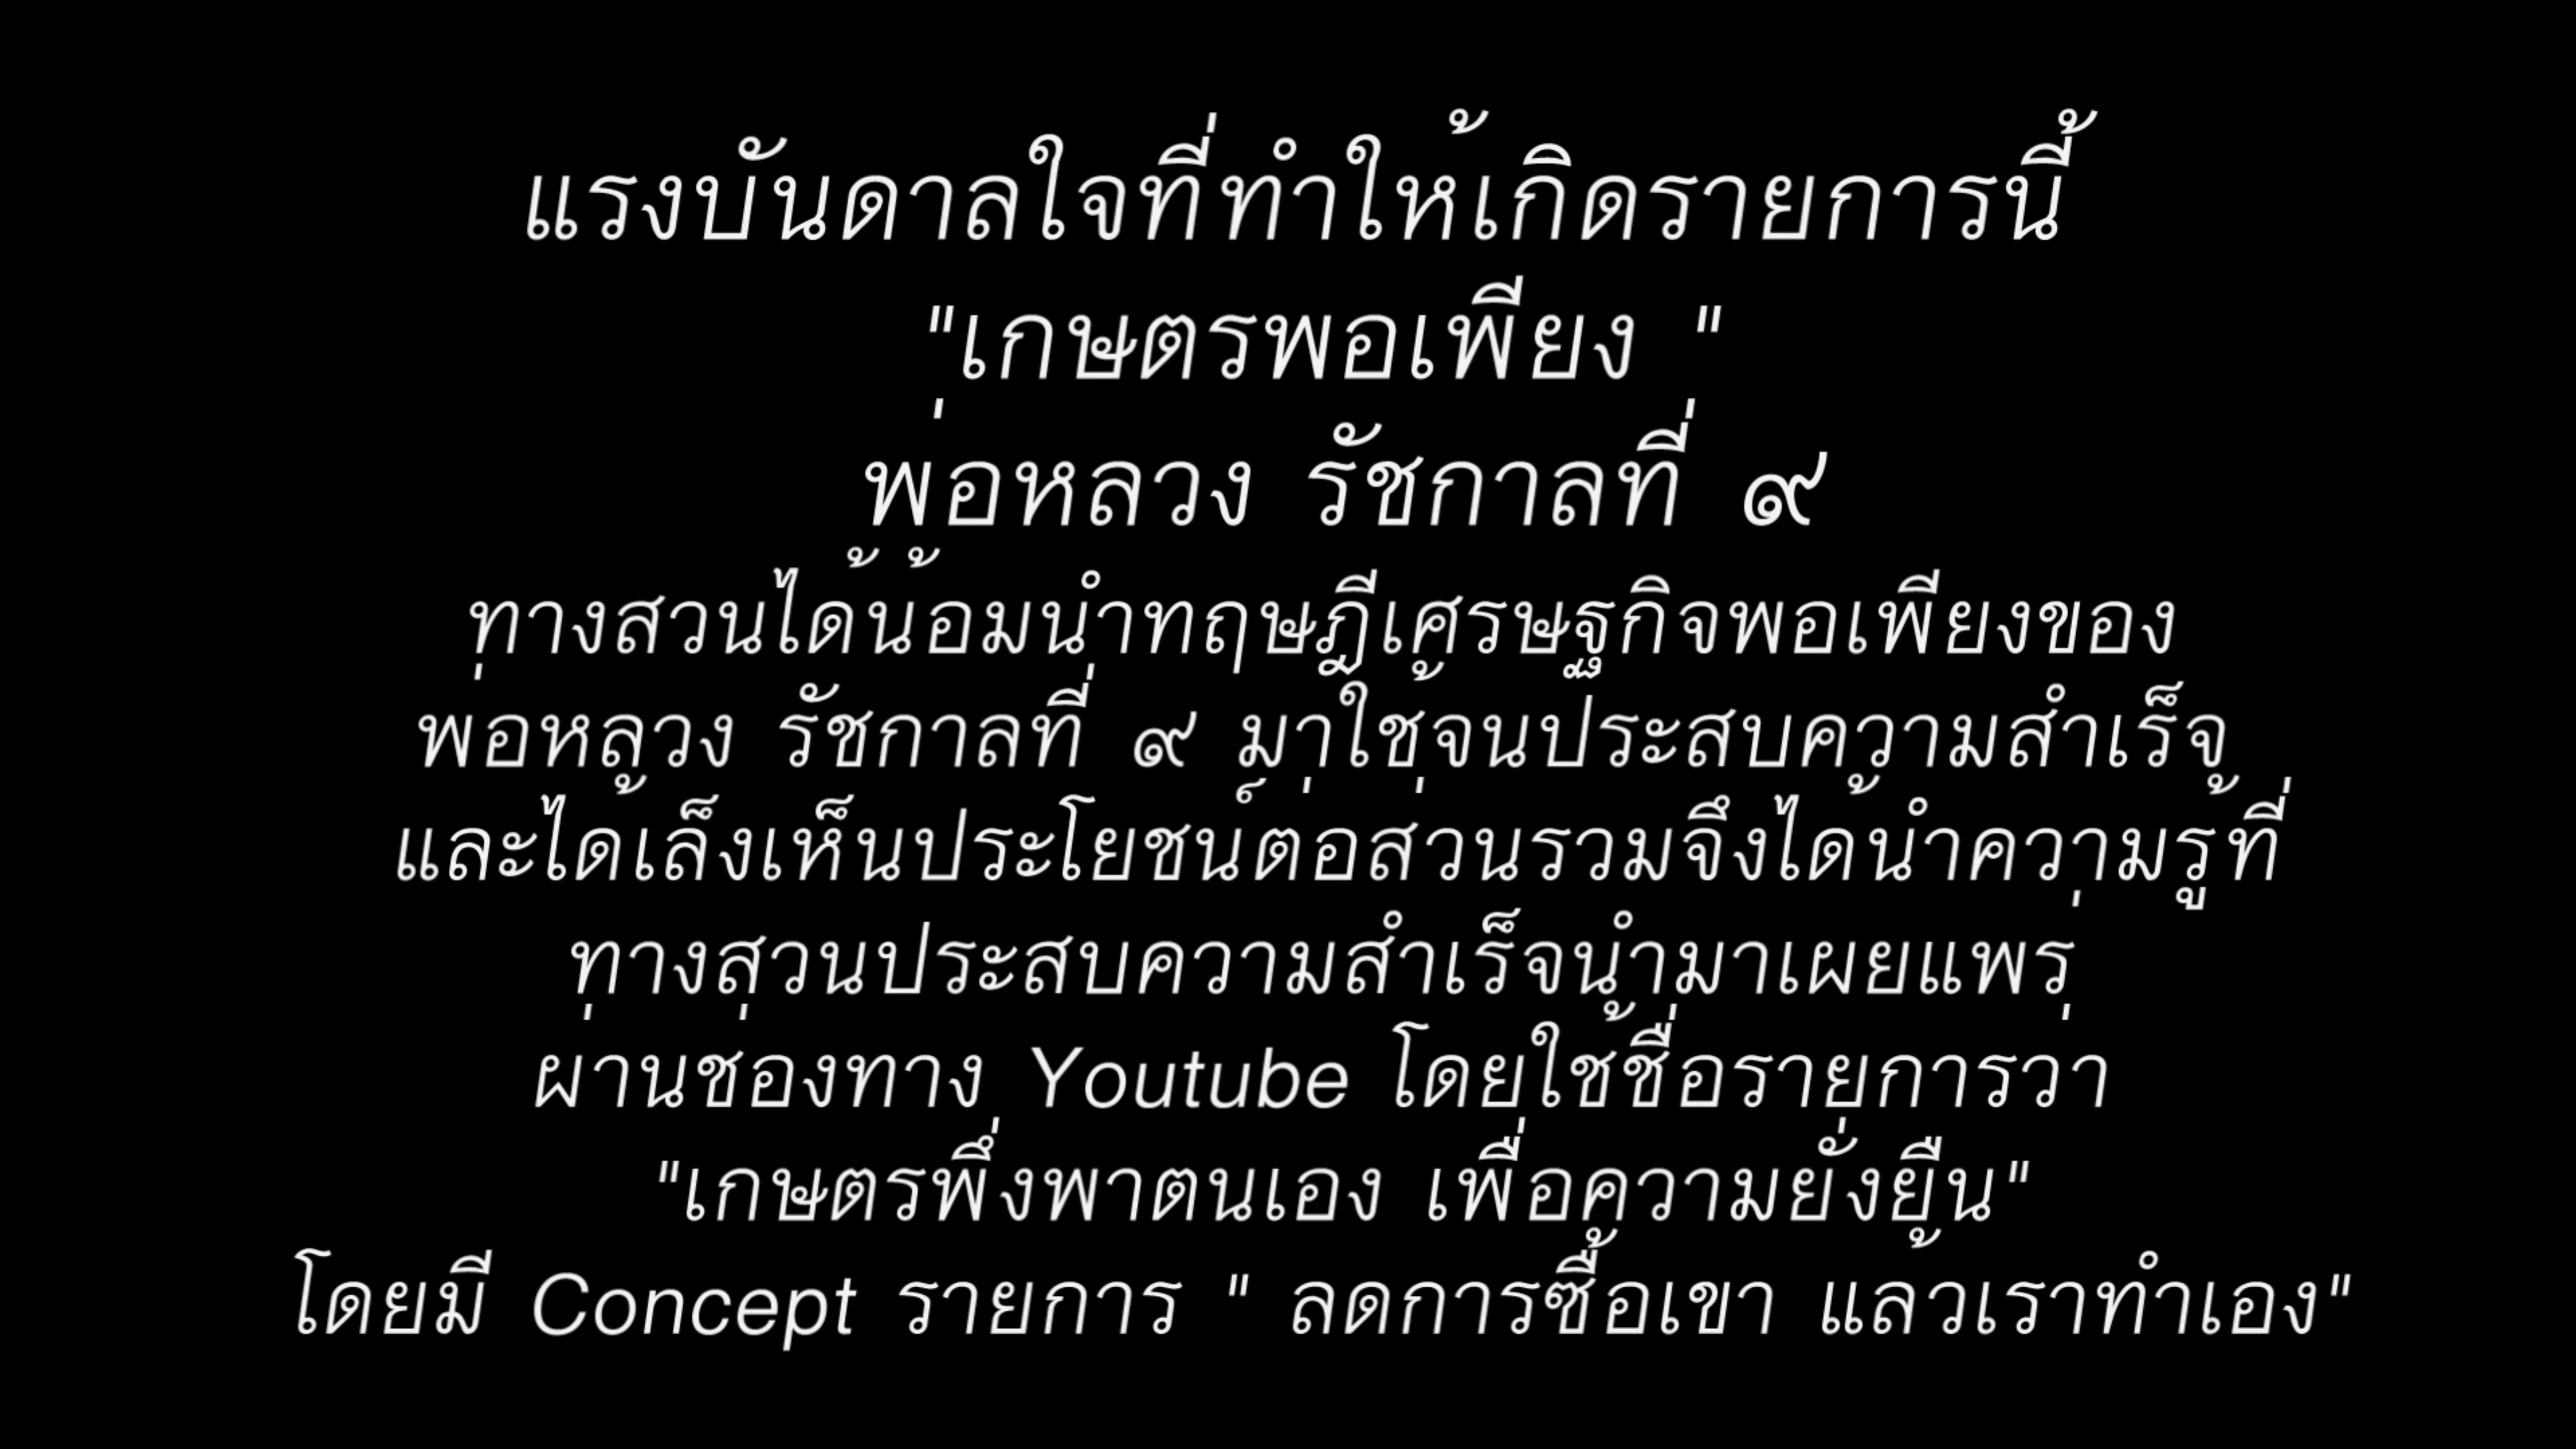 แรงบันดาลใจที่ทำให้เกิดรายการนี้
"เกษตรพอเพียง "
พ่อหลวง รัชกาลที่ ๙
ทางสวนได้น้อมนำทฤษฎีเศรษฐกิจพอเพียงของ
พ่อหลวง รัชกาลที่ ๙ มาใช้จนประสบความสำเร็จ
และได้เล็งเห็นประโยชน์ต่อส่วนรวมจึงได้นำความรู้ที่
ทางสวนประสบความสำเร็จนำมาเผยแพร่
ผ่านช่องทาง Youtube โดยใช้ชื่อรายการว่า
"เกษตรพึ่งพาตนเอง เพื่อความยั่งยืน"
โดยมี Concept รายการ " ลดการซื้อเขา แล้วเราทำเอง"